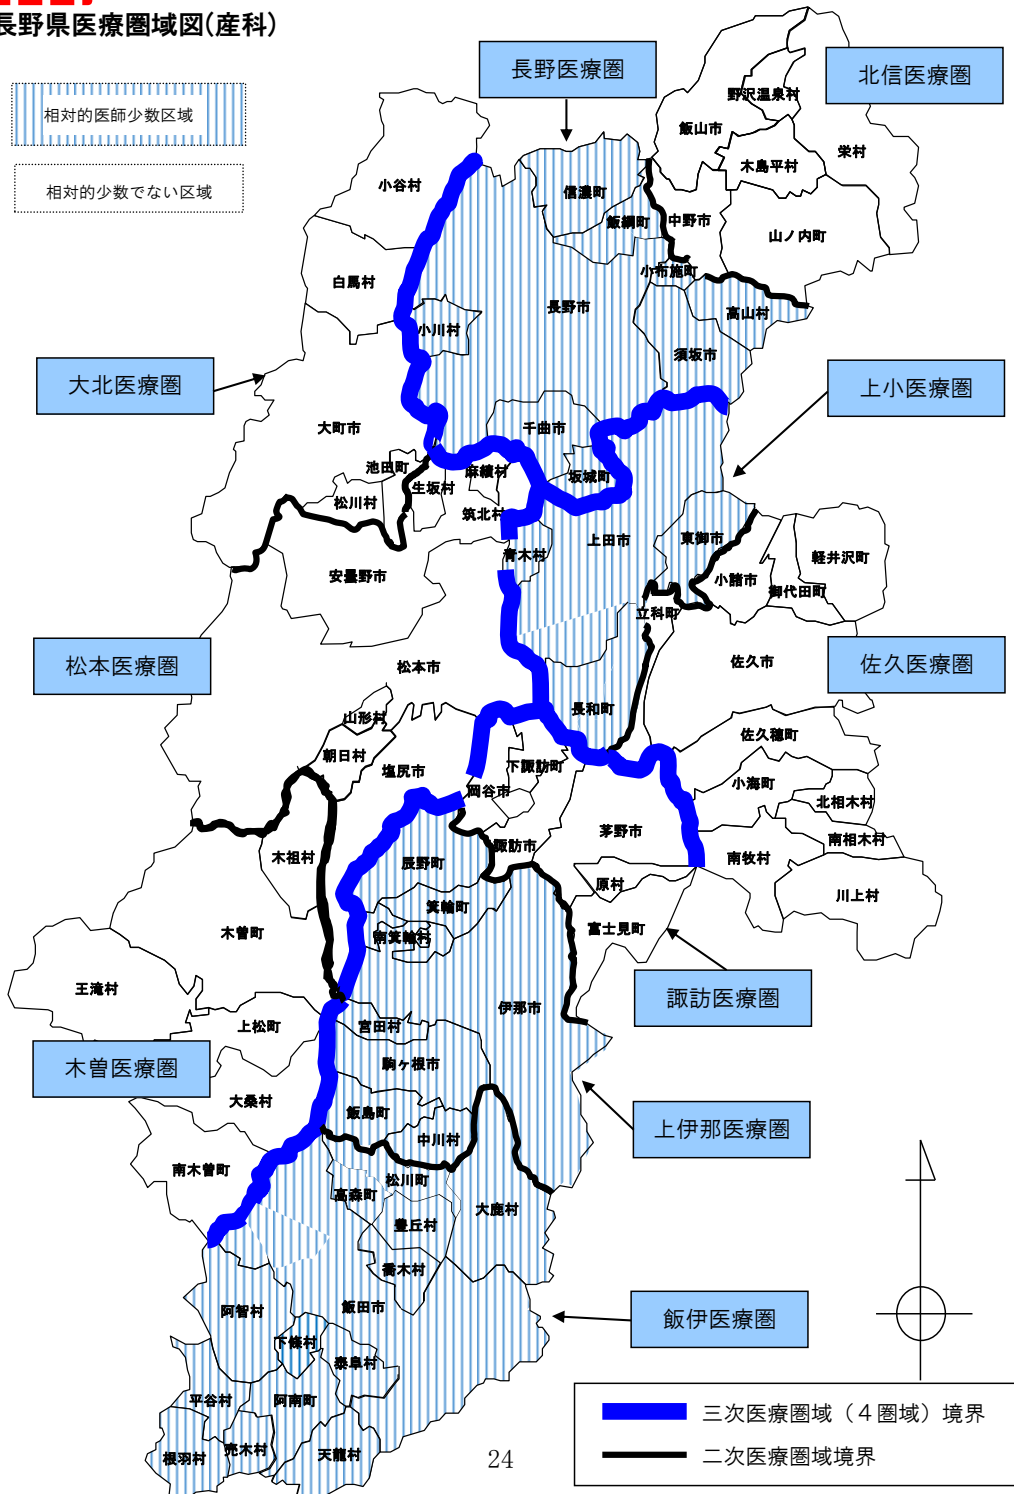 長野県医療圏域図(産科)
相対的医師少数区域
相対的少数でない区域
長野医療圏
北信医療圏
野沢温泉村
飯山市
栄村
木島平村
小谷村
信濃町
飯綱町
中野市
山ノ内町
白馬村
小布施町
長野市
高山村
小川村
須坂市
大北医療圏
上小医療圏
大町市
千曲市
池田町
麻績村
坂城町
生坂村
松川村
筑北村
上田市
東御市
青木村
軽井沢町
安曇野市
小諸市
御代田町
立科町
松本医療圏
松本市
佐久市
佐久医療圏
長和町
山形村
佐久穂町
朝日村
塩尻市
下諏訪町
小海町
岡谷市
北相木村
茅野市
南相木村
諏訪市
木祖村
辰野町
南牧村
原村
川上村
箕輪町
木曽町
南箕輪村
富士見町
王滝村
伊那市
諏訪医療圏
上松町
宮田村
木曽医療圏
駒ヶ根市
大桑村
飯島町
上伊那医療圏
中川村
南木曽町
松川町
高森町
大鹿村
豊丘村
喬木村
阿智村
飯田市
飯伊医療圏
下條村
泰阜村
平谷村
阿南町
三次医療圏域（４圏域）境界
売木村
天龍村
根羽村
二次医療圏域境界
24